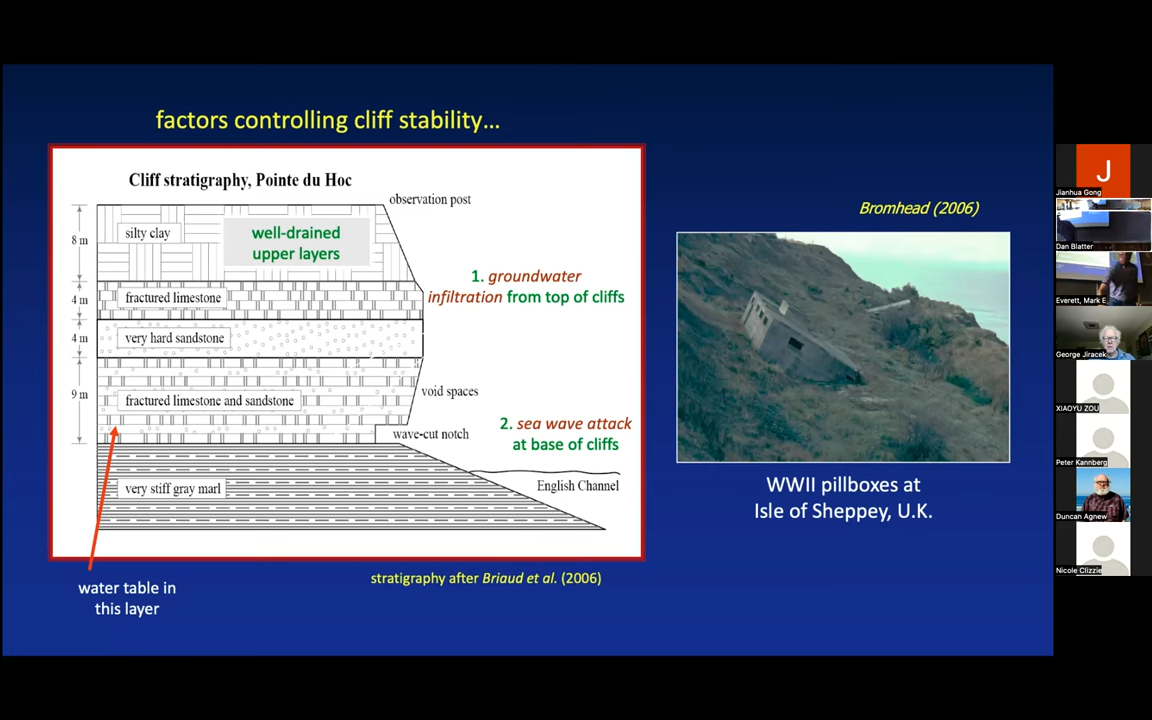 factors controlling cliff stability...
Cliff stratigraphy, Pointe du Hoc
observation post
8 m
silty clay
well-drained
upper layers
1. groundwater
infiltration from top of cliffs
4 m
fractured limestone
4 m
very hard sandstone
9 m
fractured limestone and sandstone
void spaces
2. sea wave attack
at base of cliffs
wave-cut notch
very stiff gray marl
English Channel
water table in
this layer
stratigraphy after Briaud et al. (2006)
Bromhead (2006)
WWII pillboxes at
Isle of Sheppey, U.K.
J
Jianhua Gong
Dan Blatter
Everett, Mark E
George Jiracek
XIAOYU ZOU
Peter Kannberg
Duncan Agnew
Nicole Clizzie